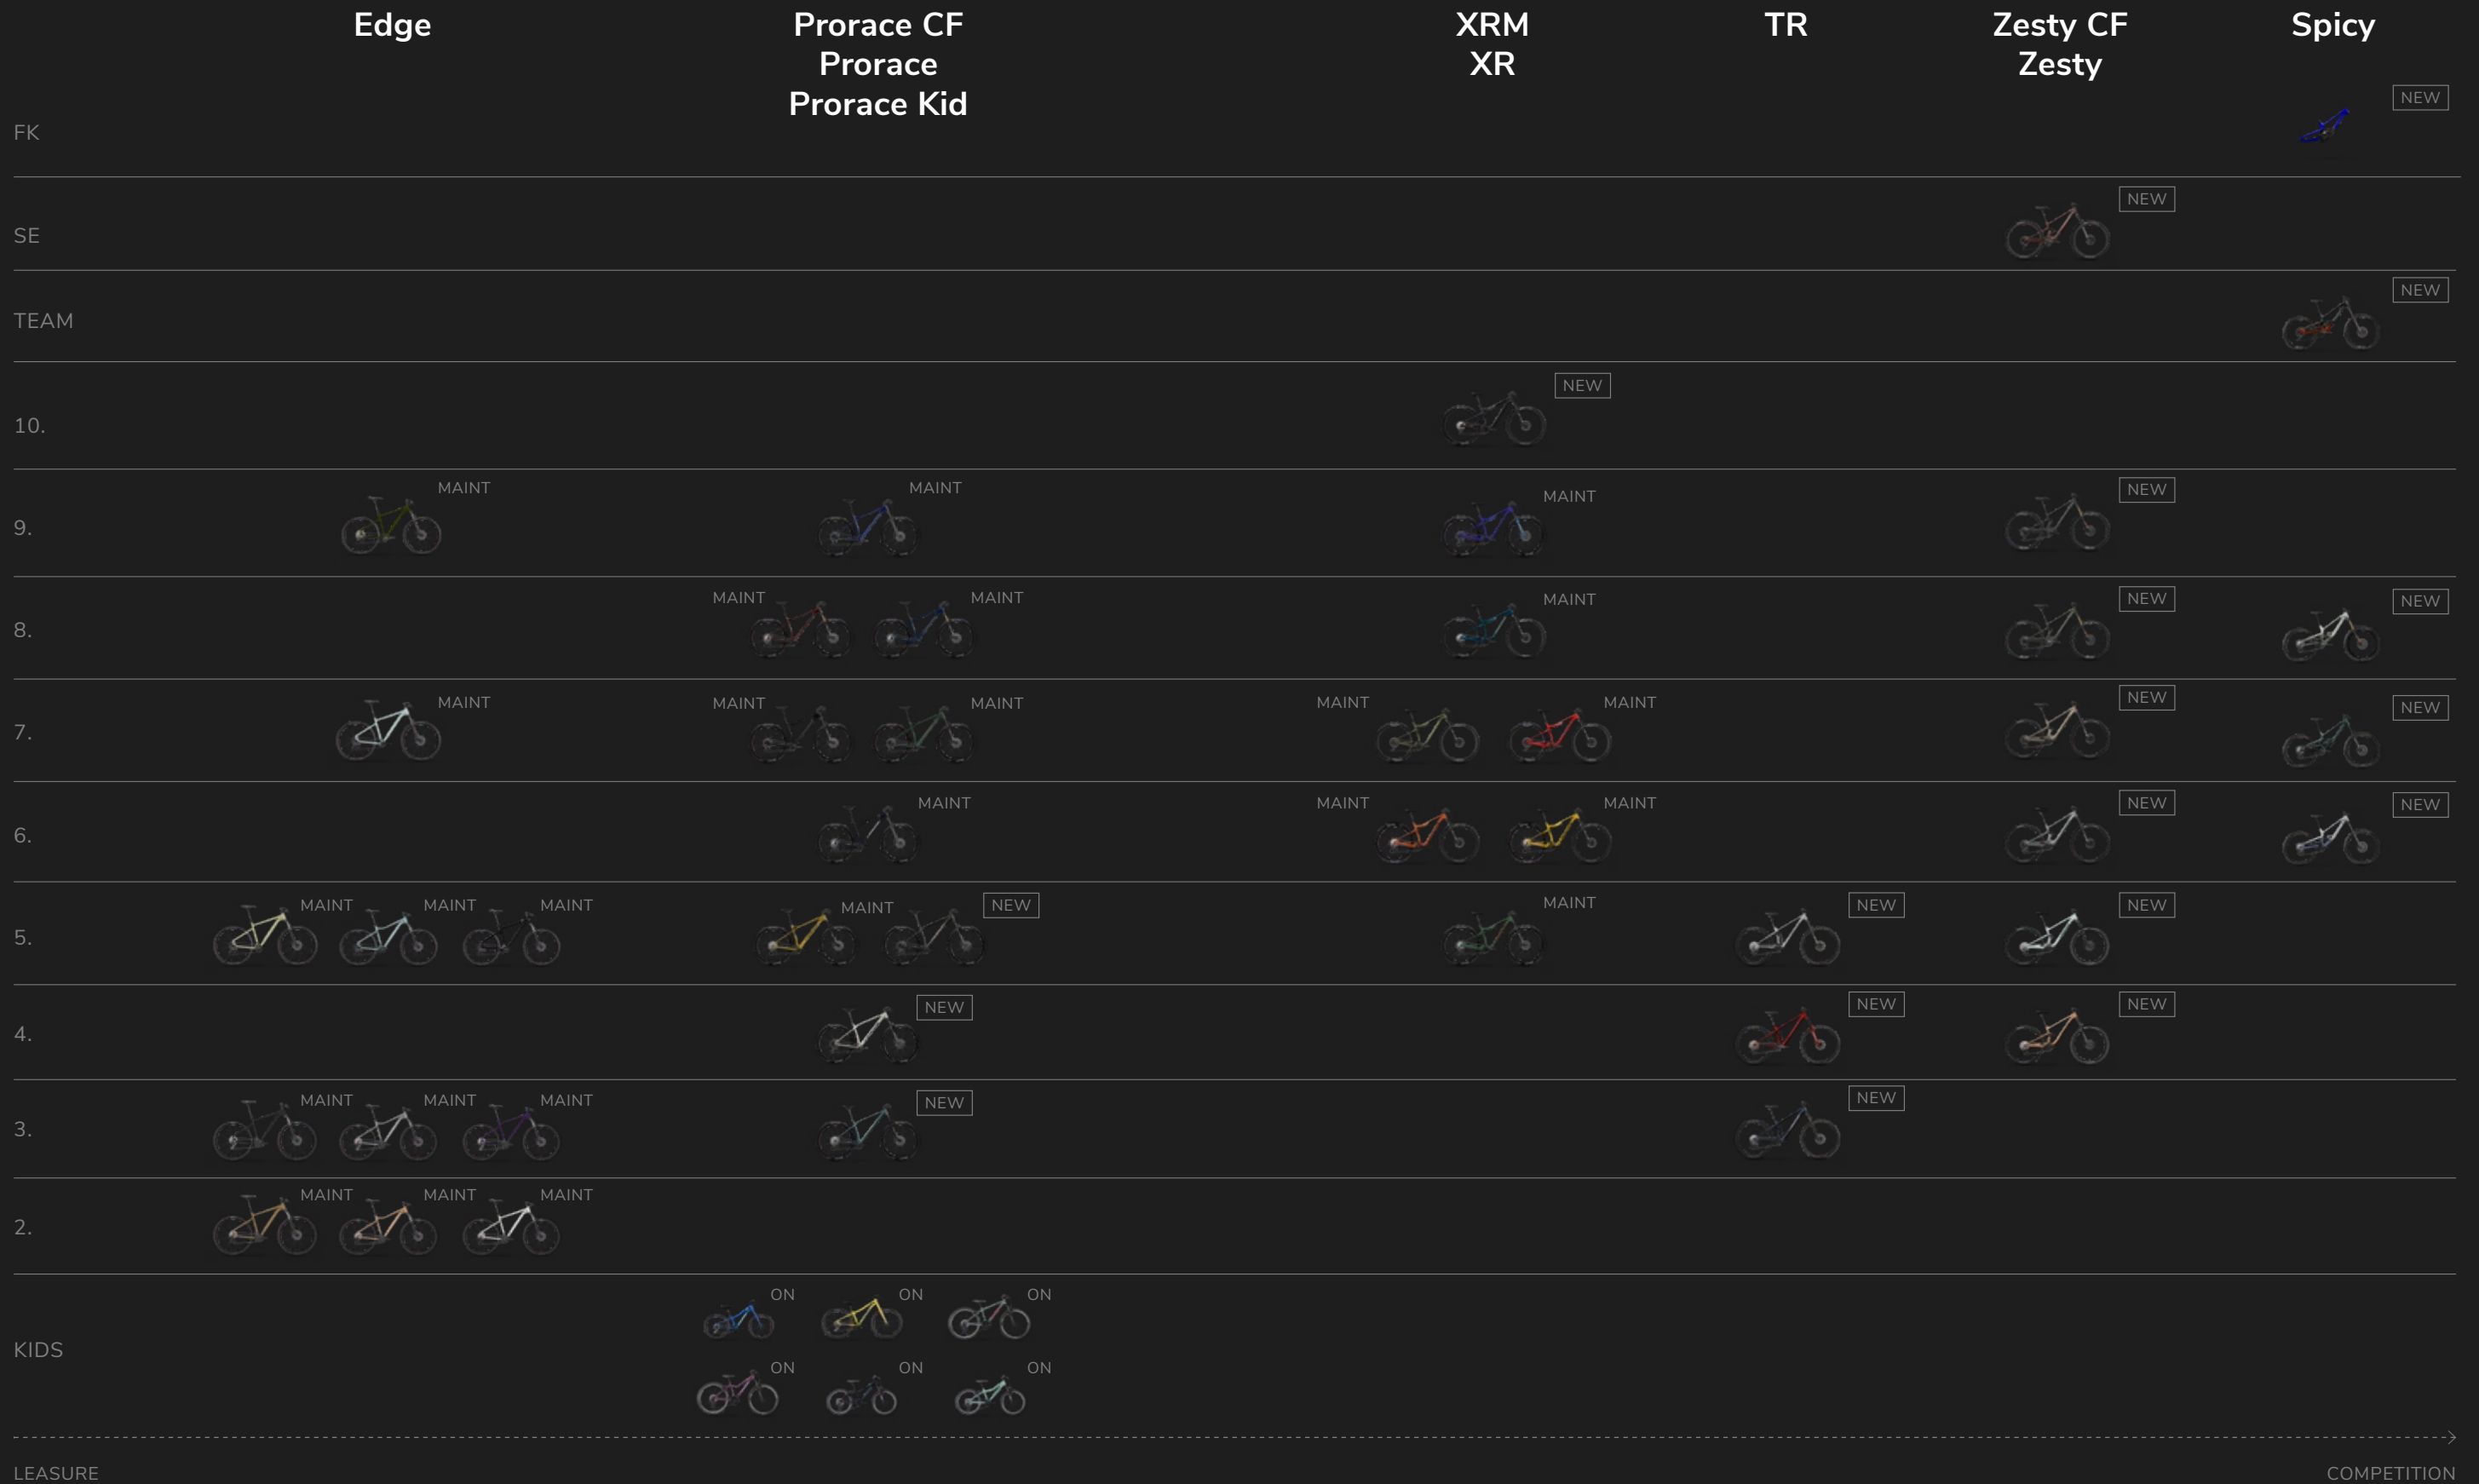 Edge
Prorace CF
Prorace
Prorace Kid
XRM
XR
TR
Zesty CF
Zesty
Spicy
FK
NEW
SE
NEW
TEAM
NEW
10.
NEW
9.
MAINT
MAINT
MAINT
NEW
8.
MAINT
MAINT
MAINT
NEW
NEW
7.
MAINT
MAINT
MAINT
MAINT
MAINT
NEW
NEW
6.
MAINT
MAINT
MAINT
NEW
NEW
5.
MAINT
MAINT
MAINT
MAINT
NEW
MAINT
NEW
NEW
4.
NEW
NEW
NEW
3.
MAINT
MAINT
MAINT
NEW
NEW
2.
MAINT
MAINT
MAINT
KIDS
ON
ON
ON
ON
ON
ON
LEASURE
COMPETITION